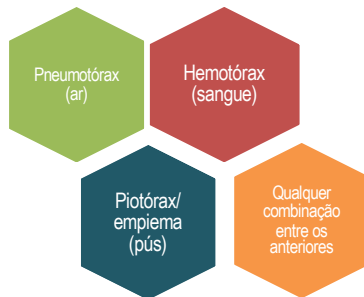 Pneumotórax
(ar)
Hemotórax
(sangue)
Piotórax/
empiema
(pús)
Qualquer
combinação
entre os
anteriores